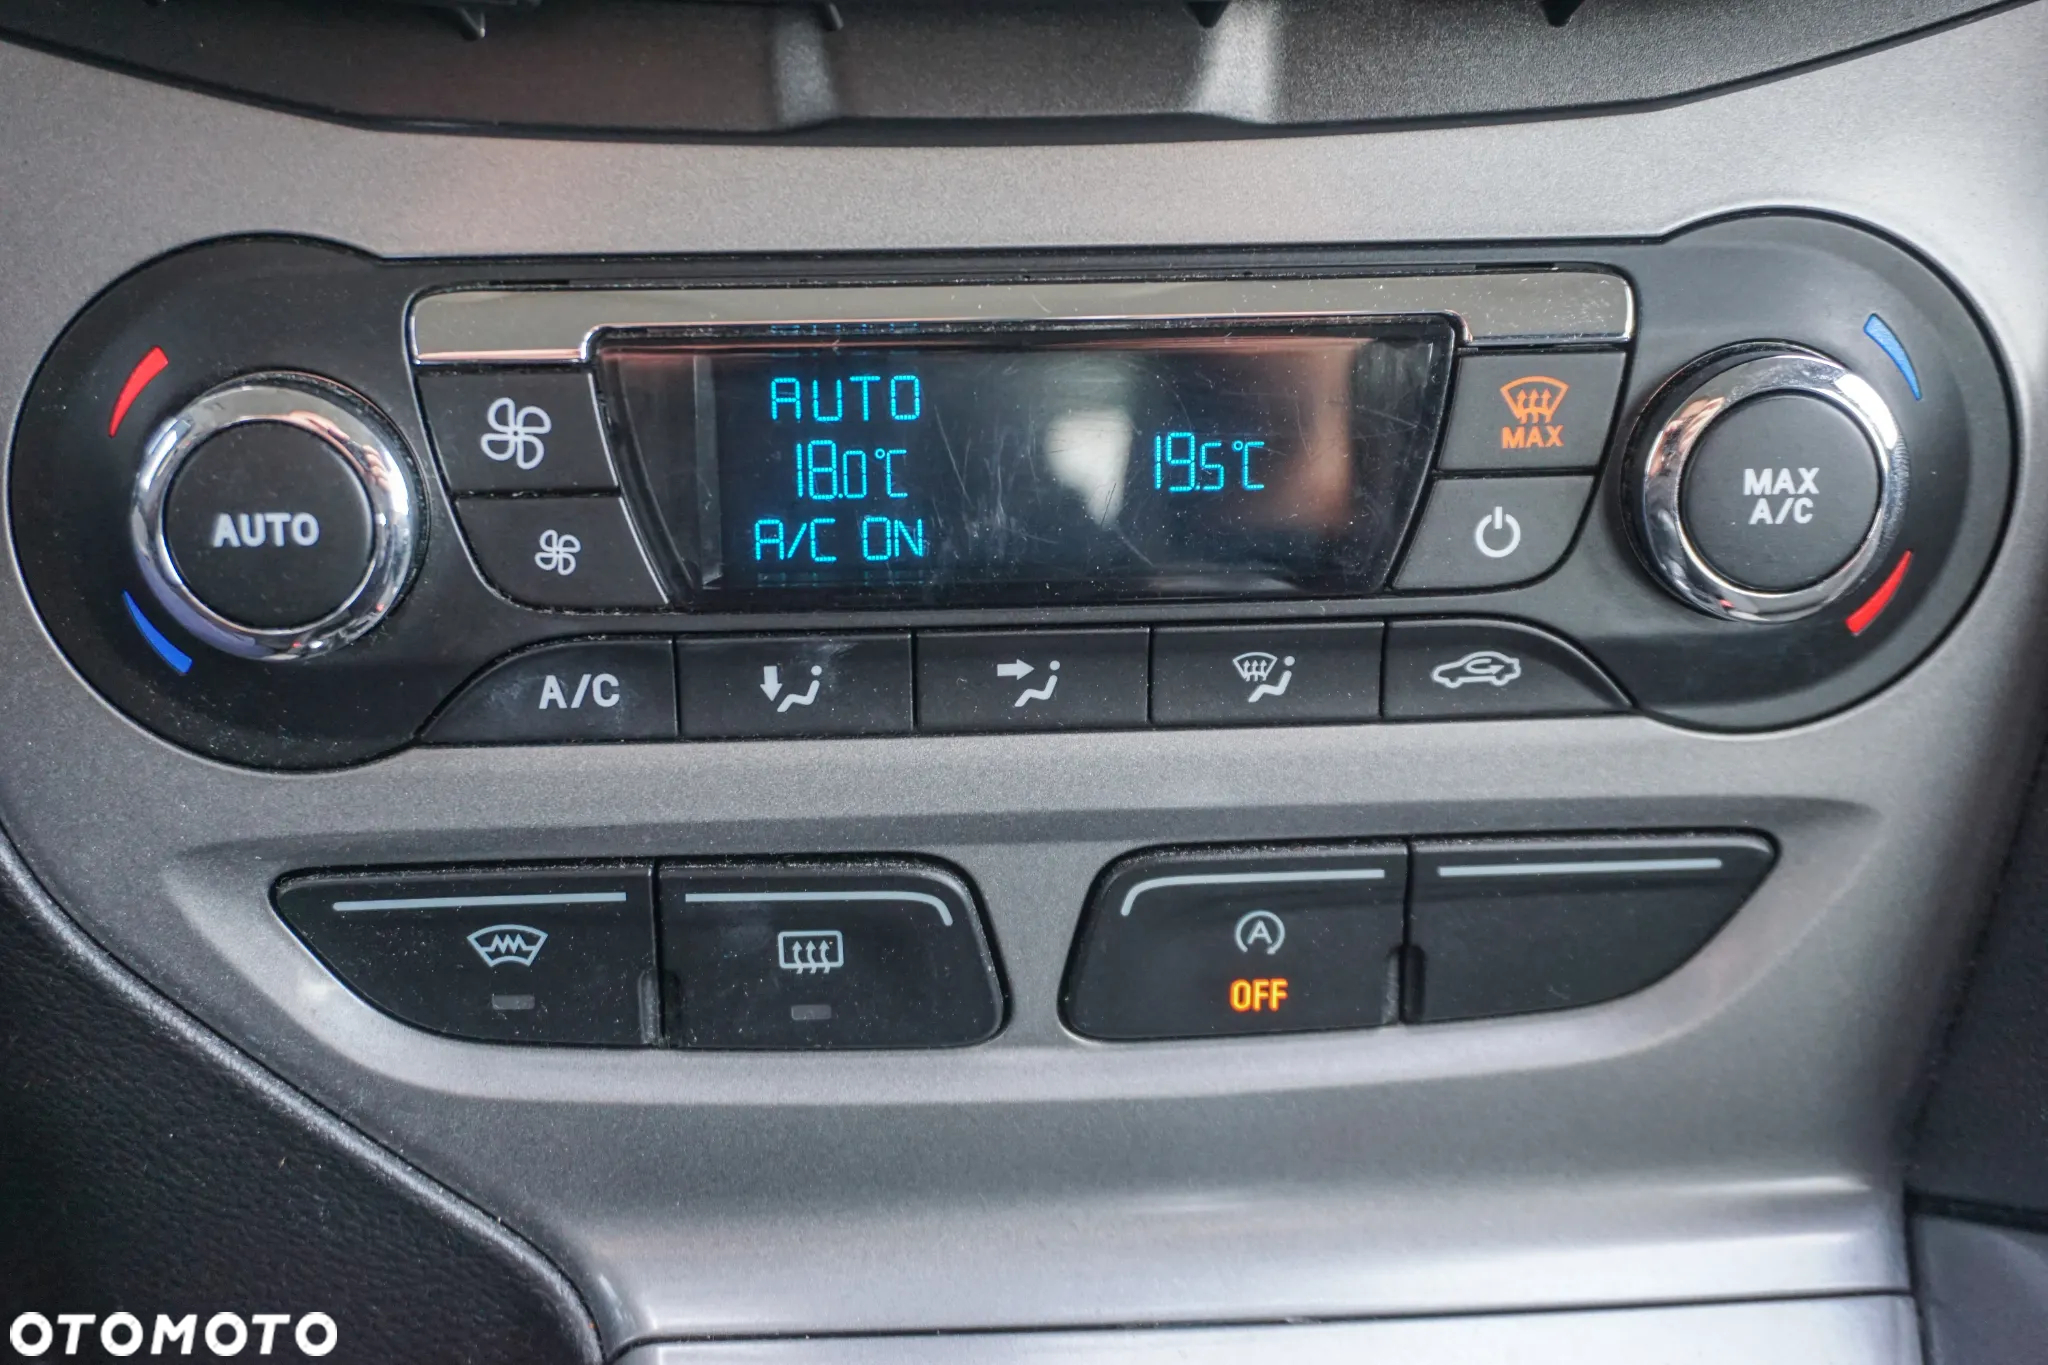 AUTO
AUTO
18.0°C
A/C ON
19.5°C
MAX
MAX
A/C
A/C
A
OFF
OTOMOTO